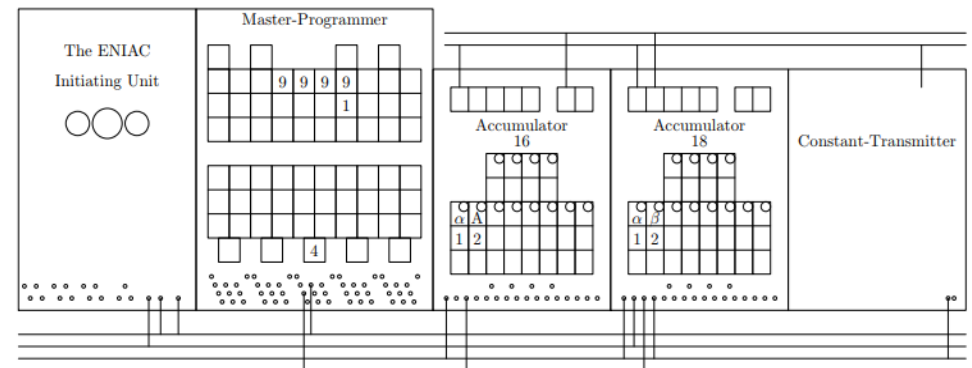 Master-Programmer
The ENIAC
Initiating Unit
9 9 9 9
1
4
Accumulator
16
α A
1 2
Accumulator
18
α β
1 2
Constant-Transmitter